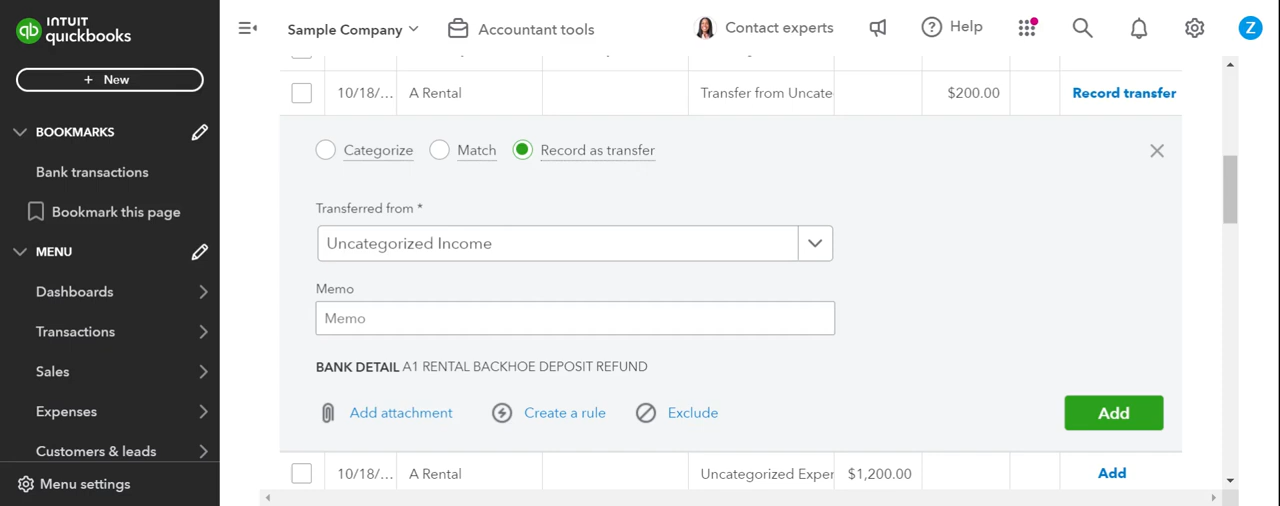 INTUIT
quickbooks
qb
Sample Company
Accountant tools
Contact experts
Help
Z
+ New
BOOKMARKS
Bank transactions
Bookmark this page
MENU
Dashboards
Transactions
Sales
Expenses
Customers & leads
Menu settings
10/18/... A Rental Transfer from Uncate $200.00 Record transfer
Categorize Match Record as transfer
Transferred from *
Uncategorized Income
Memo
Memo
BANK DETAIL A1 RENTAL BACKHOE DEPOSIT REFUND
Add attachment Create a rule Exclude Add
10/18/... A Rental Uncategorized Exper $1,200.00 Add